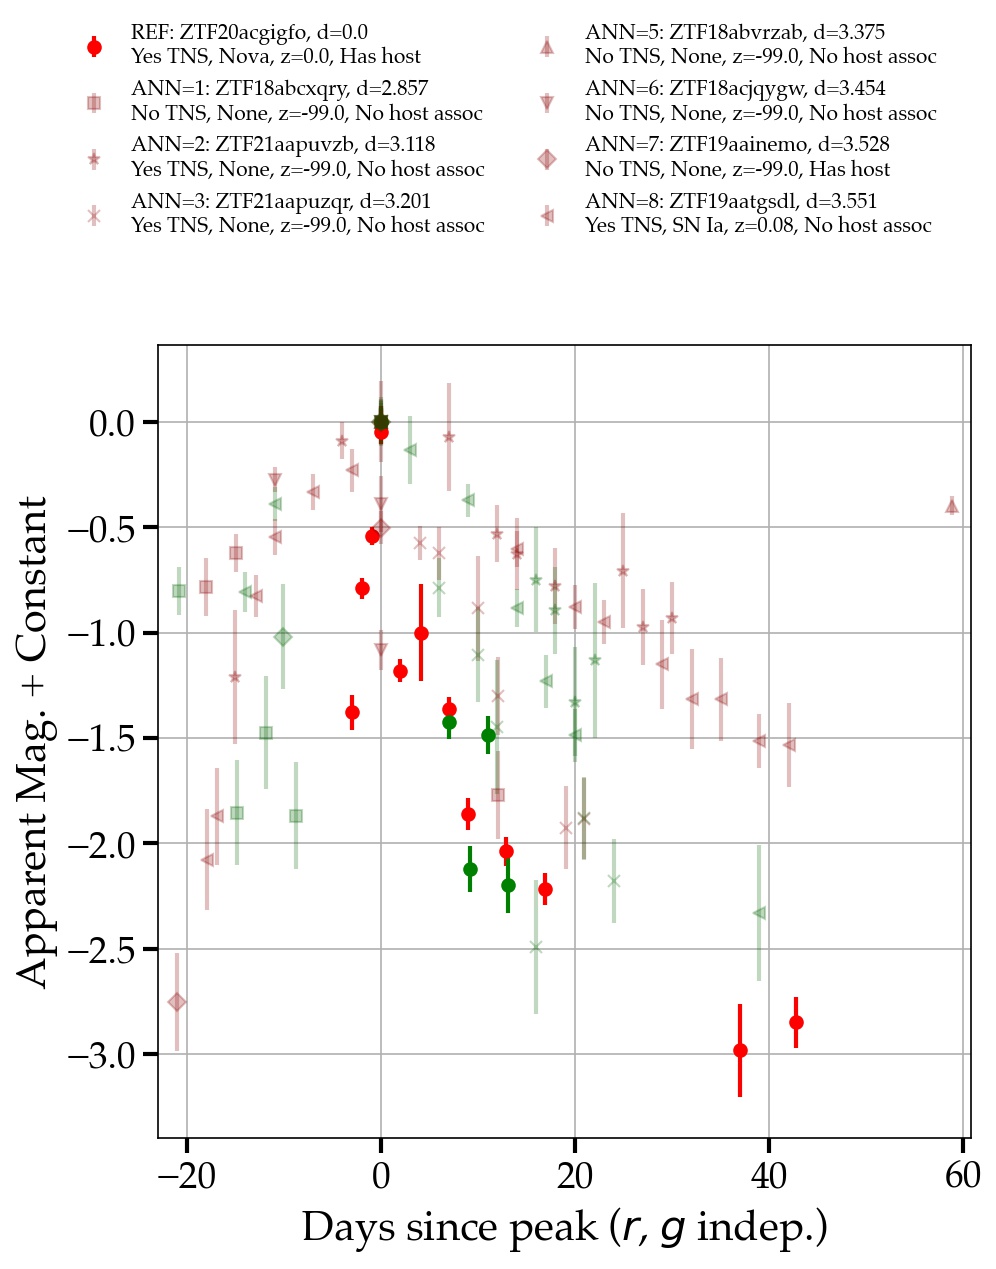 REF: ZTF20acgigfo, d=0.0
Yes TNS, Nova, z=0.0, Has host
ANN=1: ZTF18abcxqry, d=2.857
No TNS, None, z=-99.0, No host assoc
ANN=2: ZTF21aapuvzb, d=3.118
Yes TNS, None, z=-99.0, No host assoc
ANN=3: ZTF21aapuzqr, d=3.201
Yes TNS, None, z=-99.0, No host assoc
ANN=5: ZTF18abvrzab, d=3.375
No TNS, None, z=-99.0, No host assoc
ANN=6: ZTF18acjqygw, d=3.454
No TNS, None, z=-99.0, No host assoc
ANN=7: ZTF19aainemo, d=3.528
No TNS, None, z=-99.0, Has host
ANN=8: ZTF19aatgsdl, d=3.551
Yes TNS, SN Ia, z=0.08, No host assoc
Apparent Mag. + Constant
0.0
−0.5
−1.0
−1.5
−2.0
−2.5
−3.0
−20 0 20 40 60
Days since peak (r, g indep.)